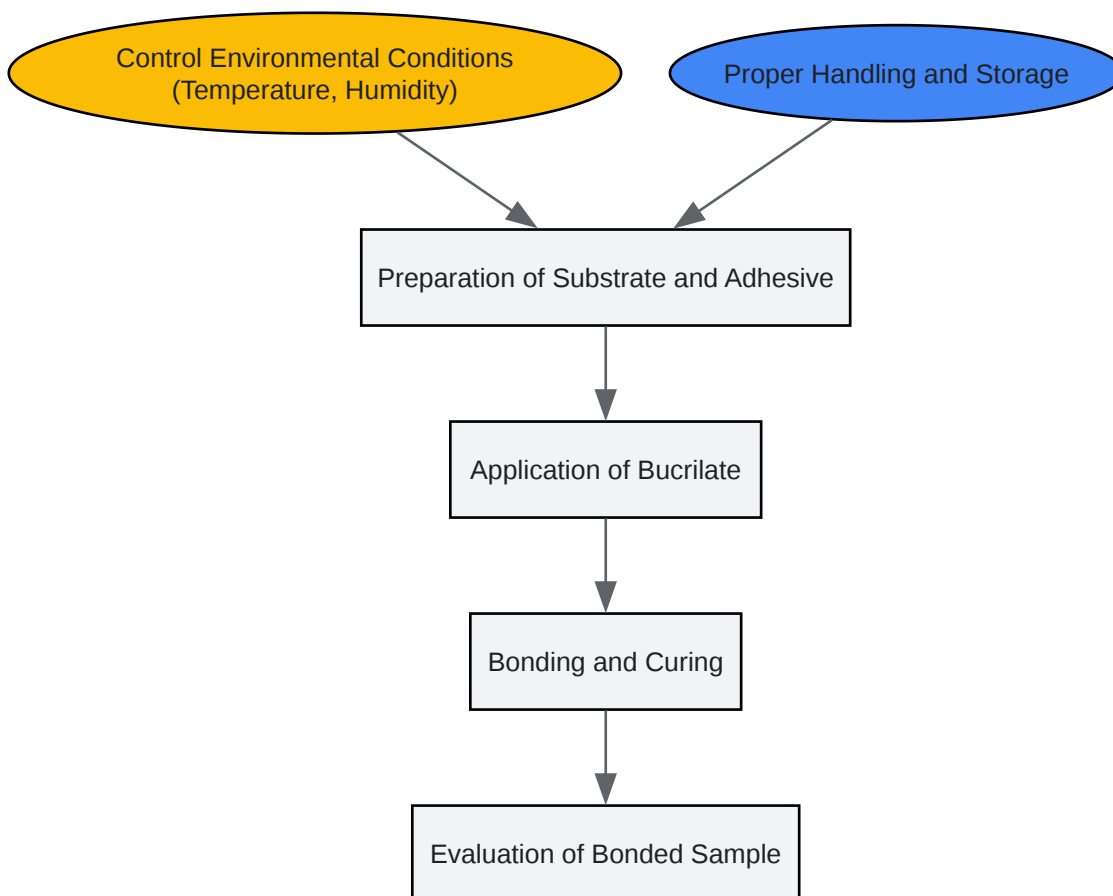 Control Environmental Conditions
(Temperature, Humidity)
Proper Handling and Storage
Preparation of Substrate and Adhesive
Application of Bucrilate
Bonding and Curing
Evaluation of Bonded Sample